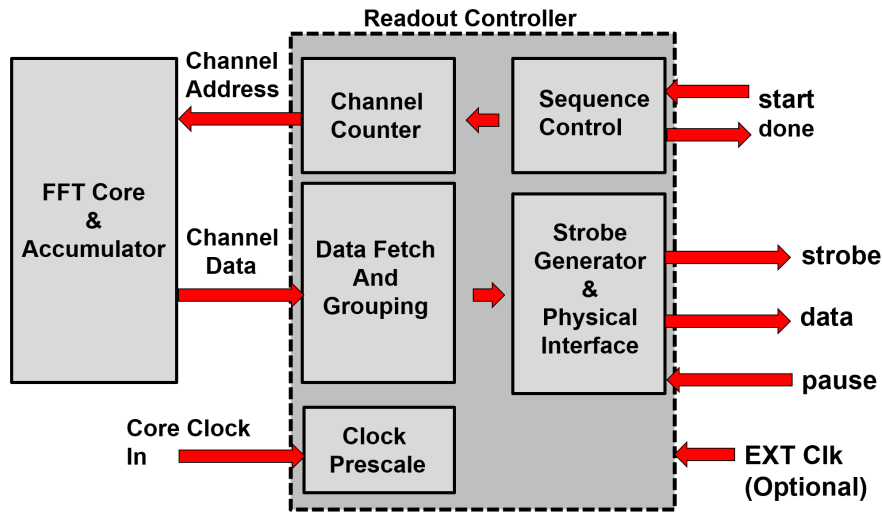 Readout Controller
Channel
Address
Channel
Counter
Sequence
Control
start
done
FFT Core
&
Accumulator
Channel
Data
Data Fetch
And
Grouping
Strobe
Generator
&
Physical
Interface
strobe
data
pause
Core Clock
In
Clock
Prescale
EXT Clk
(Optional)